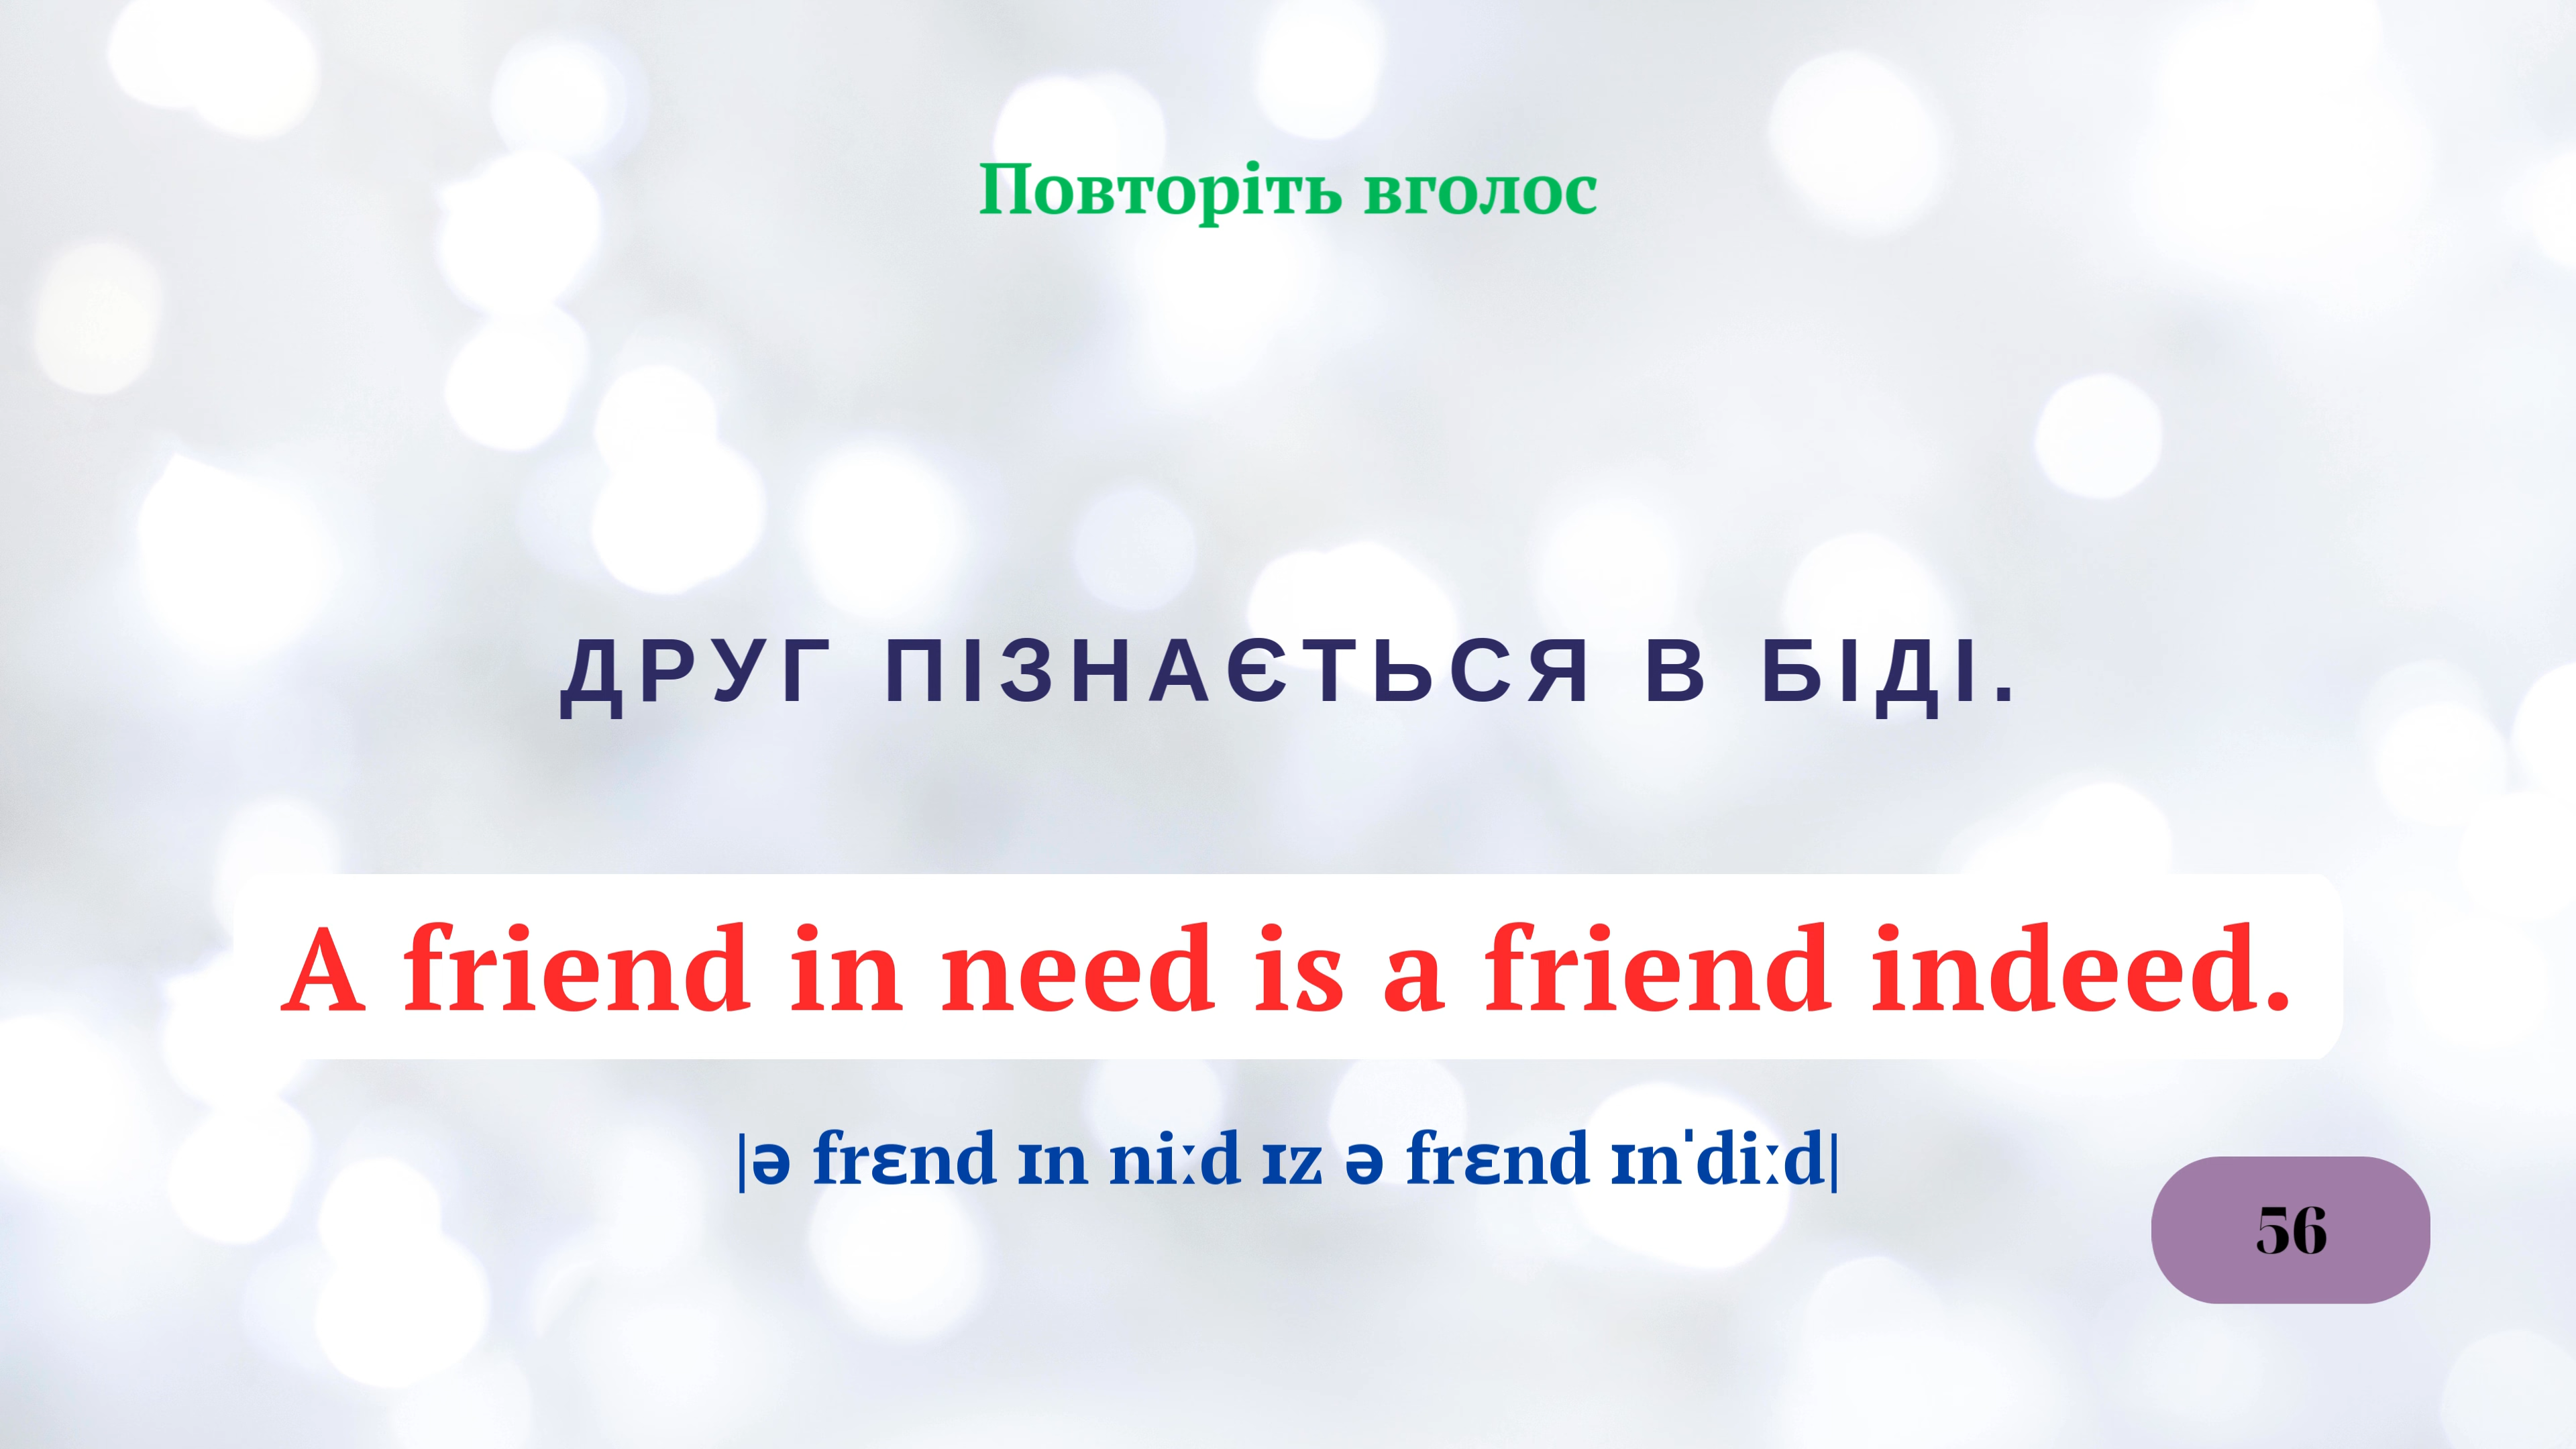 Повторіть вголос
ДРУГ ПІЗНАЄТЬСЯ В БІДІ.
A friend in need is a friend indeed.
|ə frɛnd ɪn niːd ɪz ə frɛnd ɪnˈdiːd|
56